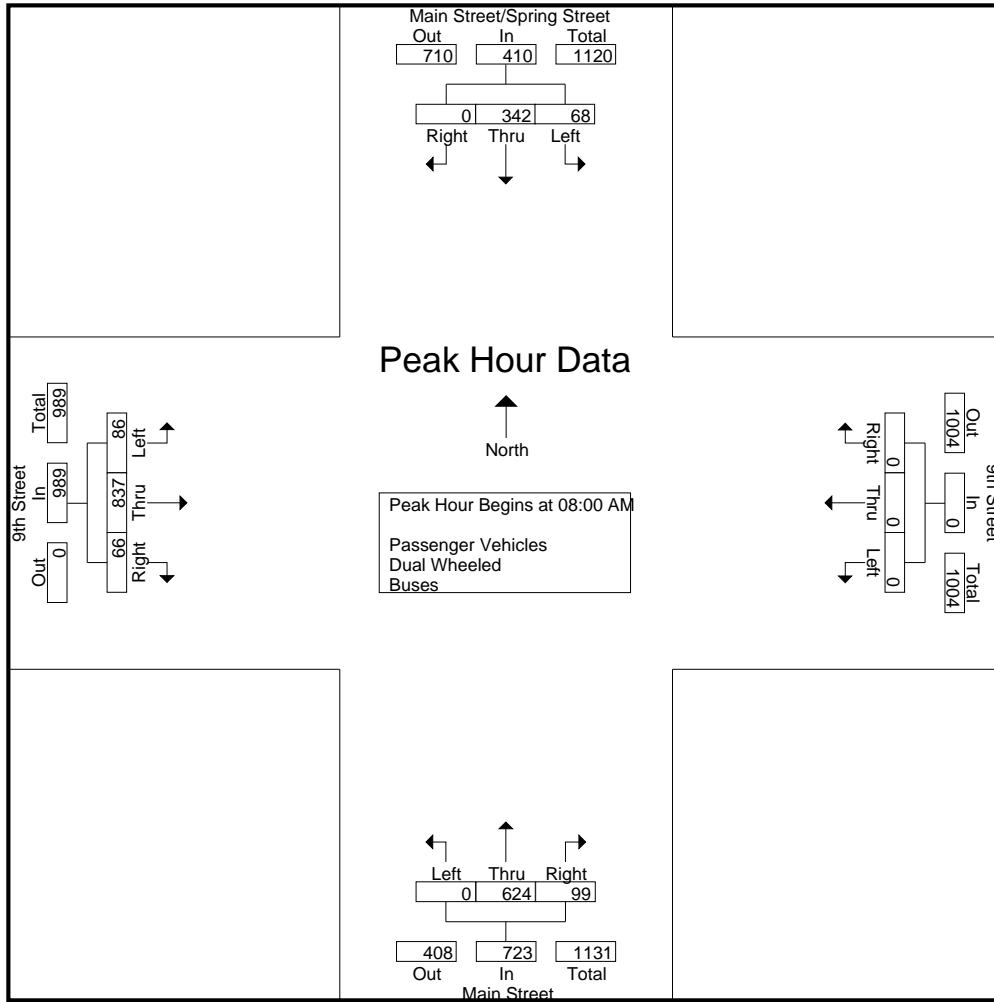 Main Street/Spring Street
Out In Total
710 410 1120
0 342 68
Right Thru Left
Peak Hour Data
North
Peak Hour Begins at 08:00 AM
Passenger Vehicles
Dual Wheeled
Buses
9th Street
Out In Total
0 989 989
66 837 86
Right Thru Left
9th Street
Out In Total
1004 0 1004
Right Thru Left
0 0 0
Left Thru Right
0 624 99
408 723 1131
Out In Total
Main Street